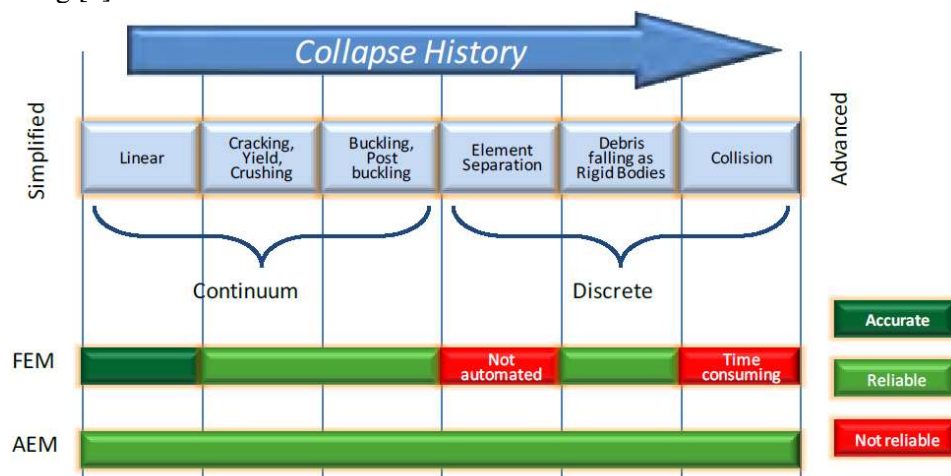 Collapse History
Simplified
Linear
Cracking,
Yield,
Crushing
Buckling,
Post
buckling
Element
Separation
Debris
falling as
Rigid Bodies
Collision
Advanced
Continuum
Discrete
Accurate
FEM
Not
automated
Time
consuming
Reliable
AEM
Not reliable